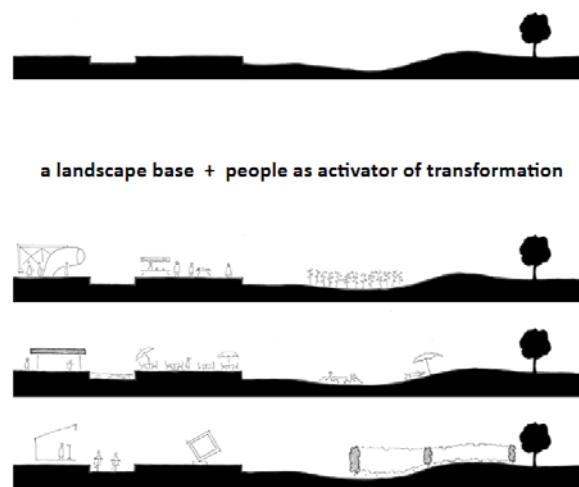 a landscape base + people as activator of transformation